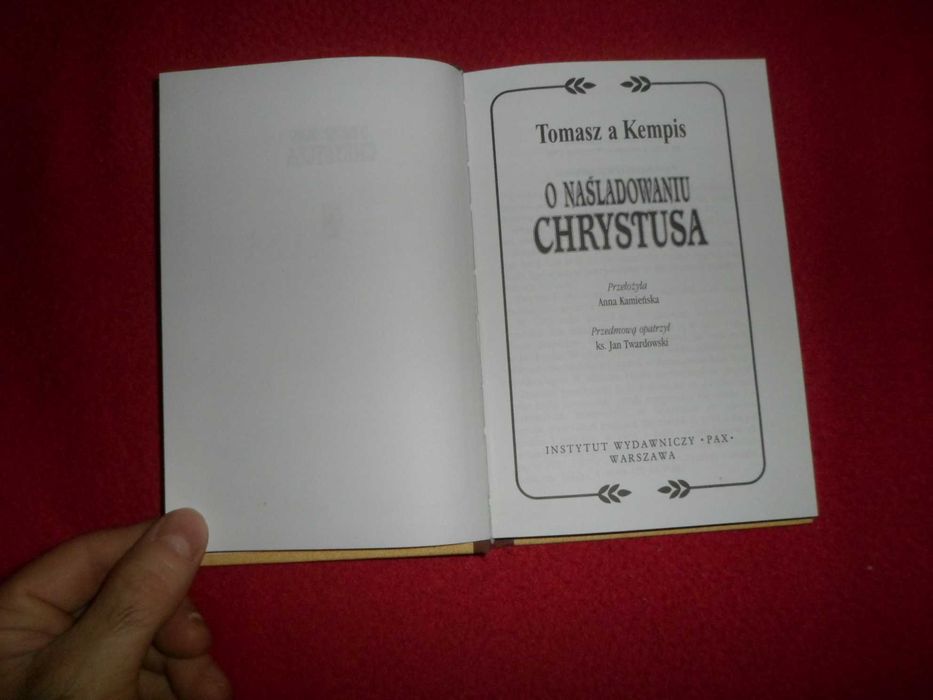 Tomasz a Kempis
O NAŚLADOWANIU
CHRYSTUSA
Przełożyła
Anna Kamieńska
Przedmową opatrzył
ks. Jan Twardowski
INSTYTUT WYDAWNICZY •PAX•
WARSZAWA